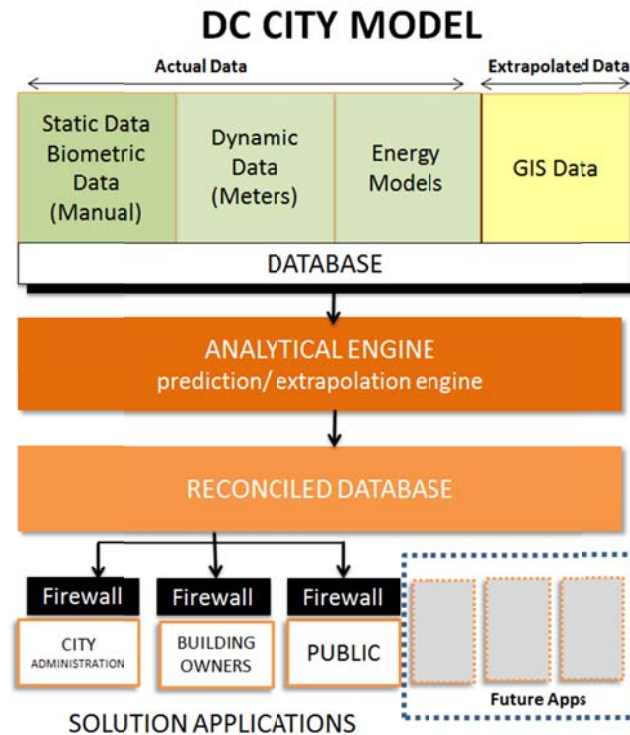 DC CITY MODEL
Actual Data
Extrapolated Data
Static Data
Biometric
Data
(Manual)
Dynamic
Data
(Meters)
Energy
Models
GIS Data
DATABASE
ANALYTICAL ENGINE
prediction/ extrapolation engine
RECONCILED DATABASE
Firewall
Firewall
Firewall
CITY
ADMINISTRATION
BUILDING
OWNERS
PUBLIC
Future Apps
SOLUTION APPLICATIONS